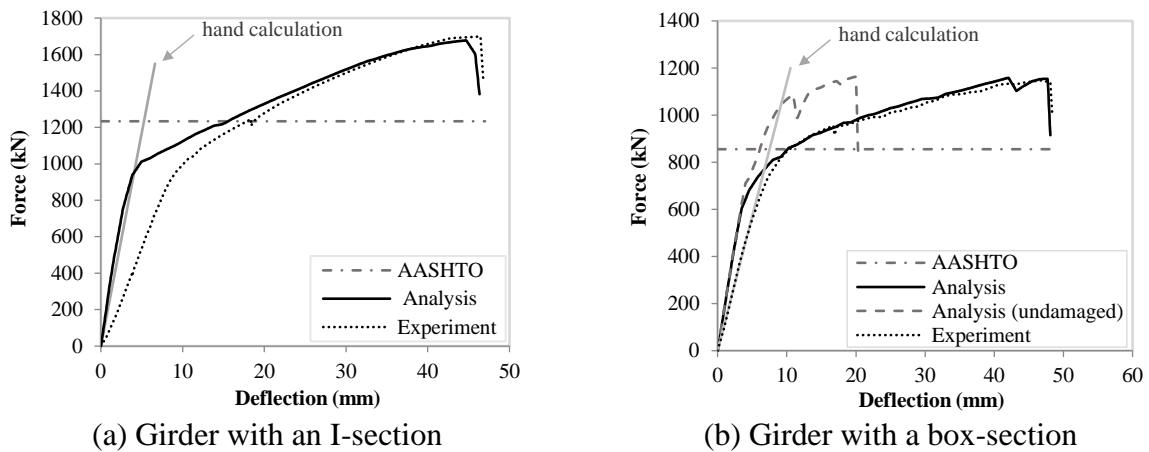 1800
1600
1400
1200
1000
800
600
400
200
0
Force (kN)
hand calculation
AASHTO
Analysis
Experiment
0 10 20 30 40 50
Deflection (mm)
(a) Girder with an I-section
1400
1200
1000
800
600
400
200
0
Force (kN)
hand calculation
AASHTO
Analysis
Analysis (undamaged)
Experiment
0 10 20 30 40 50 60
Deflection (mm)
(b) Girder with a box-section